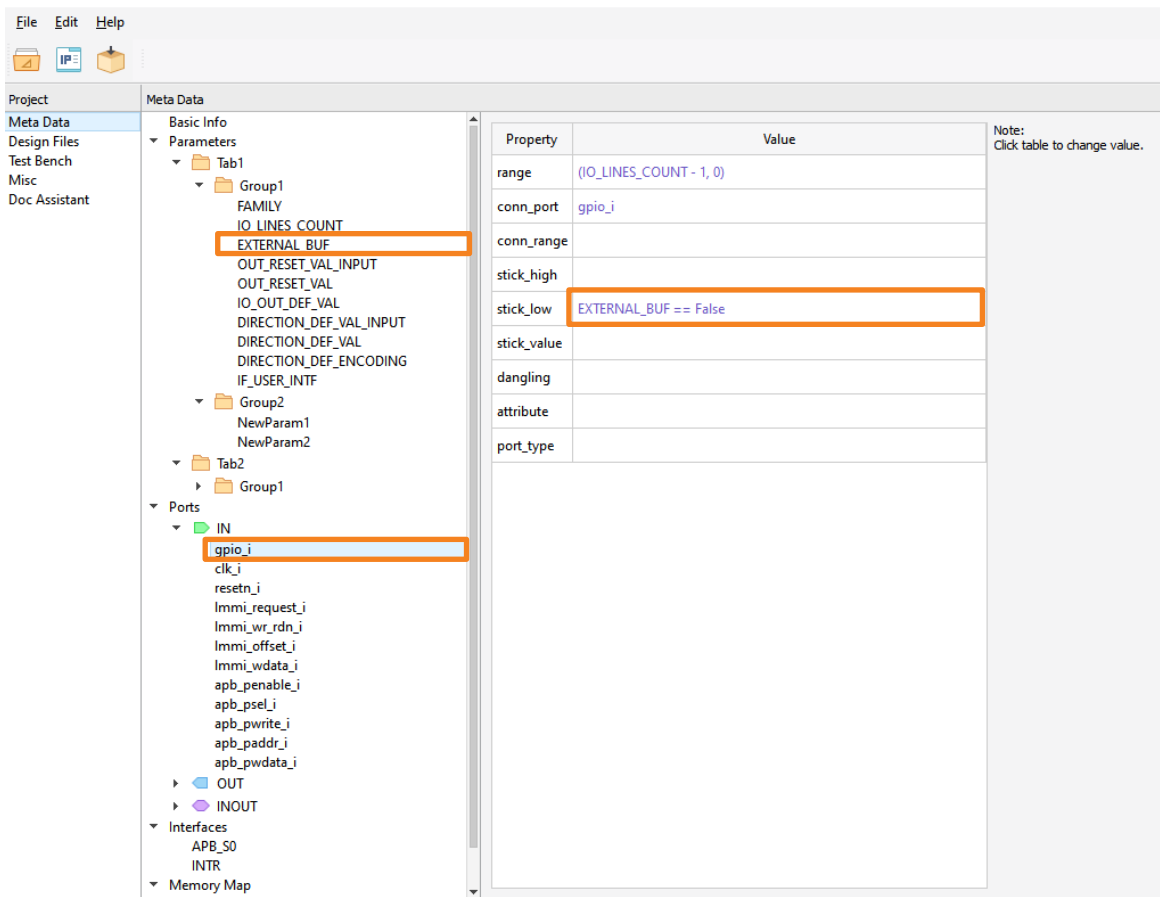 File Edit Help
IP
Project
Meta Data
Design Files
Test Bench
Misc
Doc Assistant
Meta Data
Basic Info
Parameters
Tab1
Group1
FAMILY
IO_LINES_COUNT
EXTERNAL_BUF
OUT_RESET_VAL_INPUT
OUT_RESET_VAL
IO_OUT_DEF_VAL
DIRECTION_DEF_VAL_INPUT
DIRECTION_DEF_VAL
DIRECTION_DEF_ENCODING
IF_USER_INTF
Group2
NewParam1
NewParam2
Tab2
Group1
Ports
IN
gpio_i
clk_i
resetn_i
lmmi_request_i
lmmi_wr_rdn_i
lmmi_offset_i
lmmi_wdata_i
apb_penable_i
apb_psel_i
apb_pwrite_i
apb_paddr_i
apb_pwdata_i
OUT
INOUT
Interfaces
APB_S0
INTR
Memory Map
Property Value
range (IO_LINES_COUNT - 1, 0)
conn_port gpio_i
conn_range
stick_high
stick_low EXTERNAL_BUF == False
stick_value
dangling
attribute
port_type
Note:
Click table to change value.